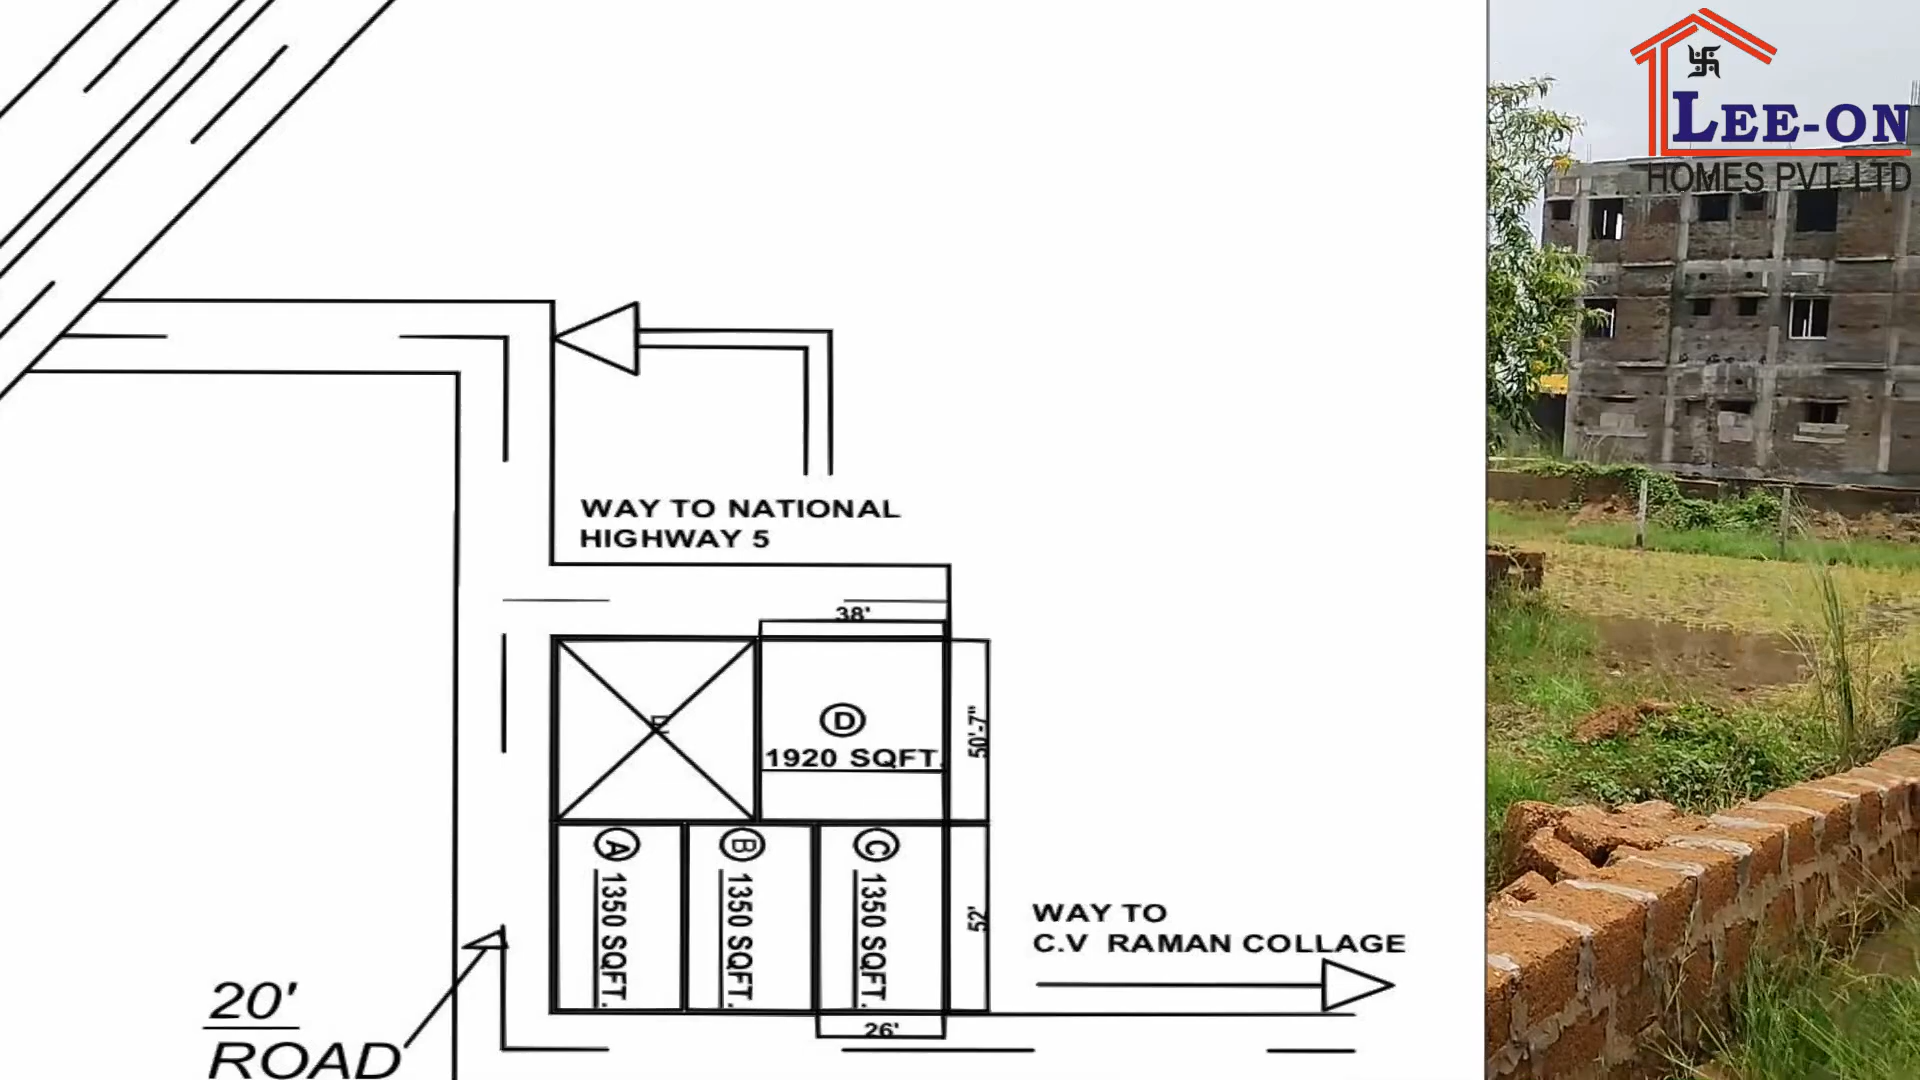 LEE-ON
HOMES PVT LTD
WAY TO NATIONAL
HIGHWAY 5
38'
E
D
1920 SQFT.
50'-7"
A
1350 SQFT.
B
1350 SQFT.
C
1350 SQFT.
52'
26'
WAY TO
C.V RAMAN COLLAGE
20'
ROAD